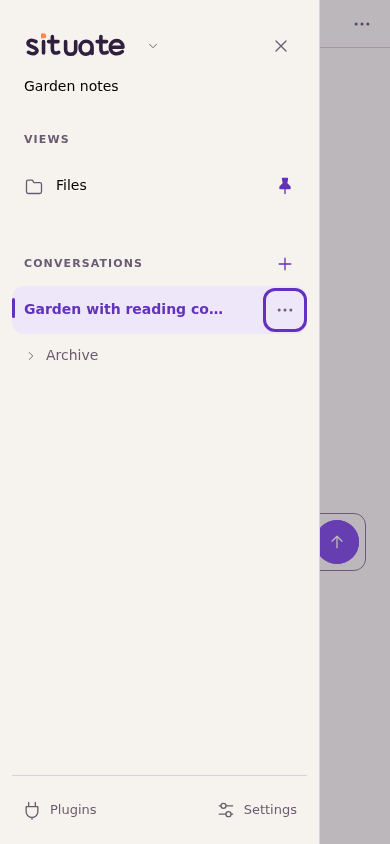 situate
Garden notes
VIEWS
Files
CONVERSATIONS
Garden with reading co...
Archive
Plugins
Settings